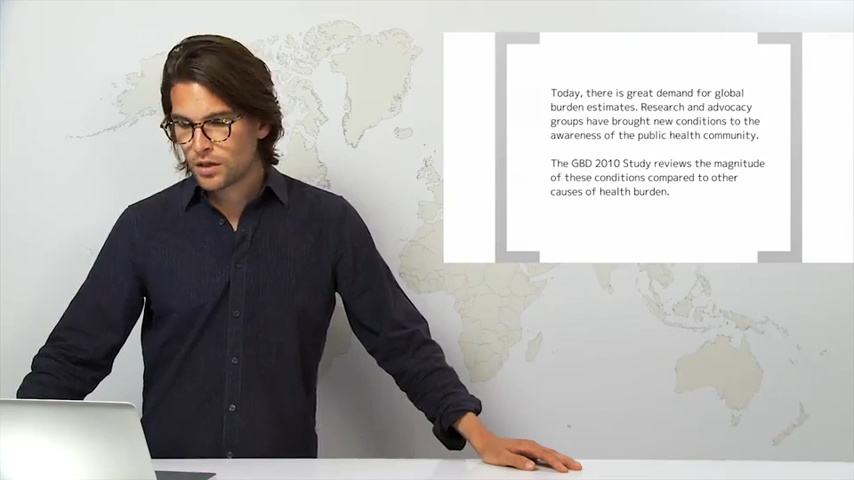 Today, there is great demand for global
burden estimates. Research and advocacy
groups have brought new conditions to the
awareness of the public health community.
The GBD 2010 Study reviews the magnitude
of these conditions compared to other
causes of health burden.